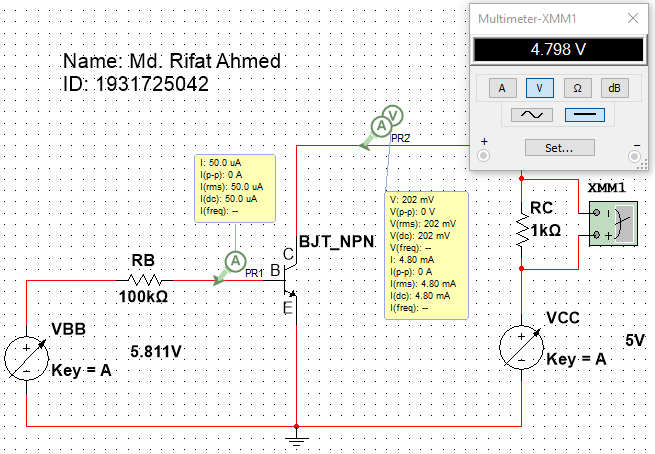 Multimeter-XMM1
4.798 V
A V Ω dB
+ Set... –
Name: Md. Rifat Ahmed
ID: 1931725042
A V
PR2
I: 50.0 uA
I(p-p): 0 A
I(rms): 50.0 uA
I(dc): 50.0 uA
I(freq): --
V: 202 mV
V(p-p): 0 V
V(rms): 202 mV
V(dc): 202 mV
V(freq): --
I: 4.80 mA
I(p-p): 0 A
I(rms): 4.80 mA
I(dc): 4.80 mA
I(freq): --
XMM1
RC
1kΩ
C
BJT_NPN
B
E
A
PR1
RB
100kΩ
VBB
Key = A
5.811V
VCC
Key = A
5V